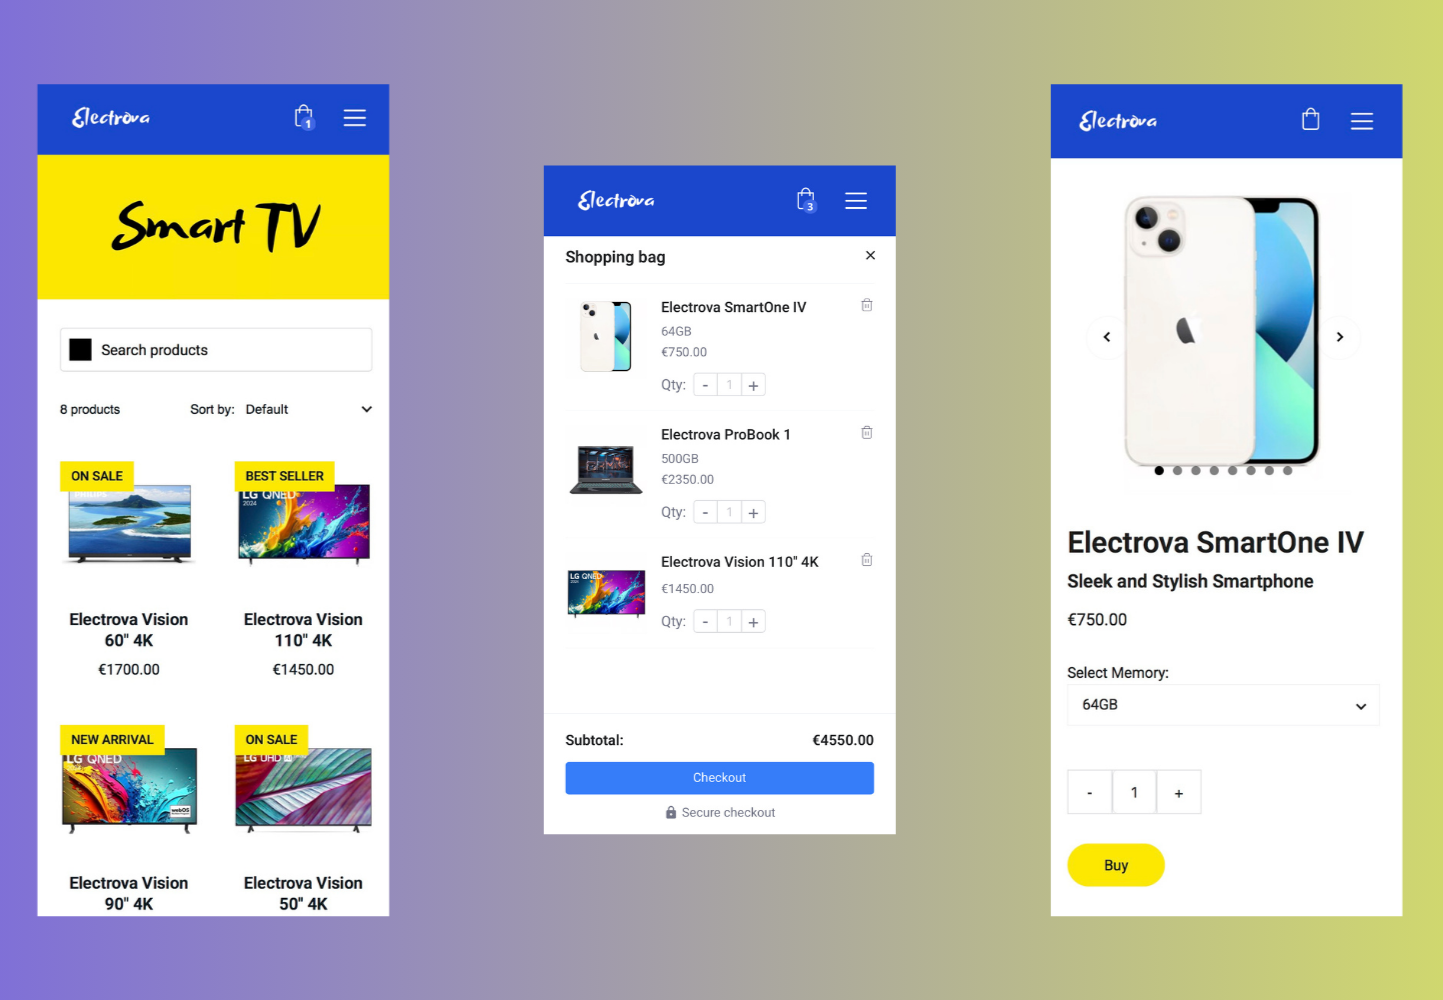 Electrova
1
Smart TV
Search products
8 products
Sort by: Default
ON SALE
BEST SELLER
PHILIPS
LG QNED
2024
Electrova Vision
60" 4K
€1700.00
Electrova Vision
110" 4K
€1450.00
NEW ARRIVAL
ON SALE
LG QNED
webOS
LG UHD AI
Electrova Vision
90" 4K
Electrova Vision
50" 4K
Electrova
3
Shopping bag
Electrova SmartOne IV
64GB
€750.00
Qty: - 1 +
Electrova ProBook 1
500GB
€2350.00
Qty: - 1 +
LG QNED
Electrova Vision 110" 4K
€1450.00
Qty: - 1 +
Subtotal: €4550.00
Checkout
Secure checkout
Electrova
Electrova SmartOne IV
Sleek and Stylish Smartphone
€750.00
Select Memory:
64GB
- 1 +
Buy